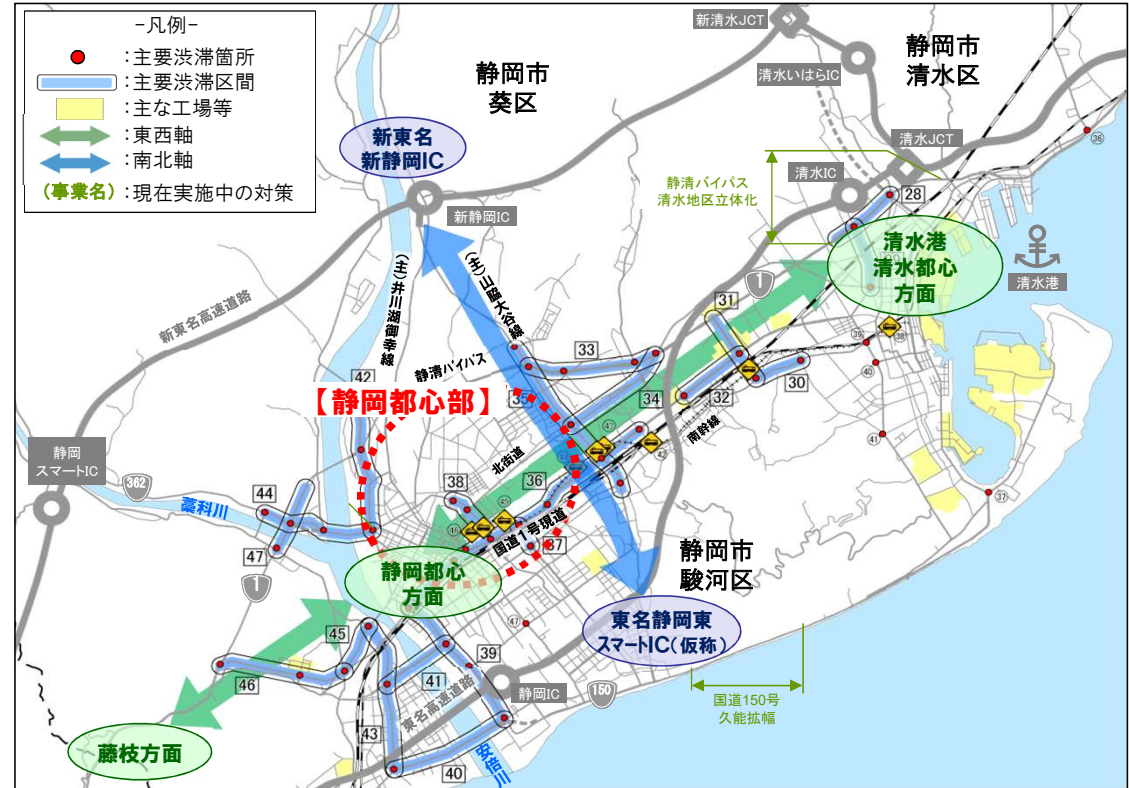 -凡例-
:主要渋滞箇所
:主要渋滞区間
:主な工場等
:東西軸
:南北軸
(事業名):現在実施中の対策
新清水JCT
静岡市
葵区
静岡市
清水区
清水いはらIC
新東名
新静岡IC
清水JCT
36
静清バイパス
清水地区立体化
清水IC
28
新静岡IC
清水港
清水都心
方面
清水港
(主)井川湖御幸線
(主)山脇大谷線
新東名高速道路
1
31
39
38
静清バイパス
33
30
40
42
【静岡都心部】
35
34
32
43
南幹線
42
41
静岡
スマートIC
北街道
44
362
藁科川
44
38
36
45
46
37
国道1号現道
47
37
静岡市
駿河区
静岡都心
方面
1
東名静岡東
スマートIC(仮称)
47
45
39
46
41
静岡IC
150
国道150号
久能拡幅
東名高速道路
藤枝方面
43
40
安倍川